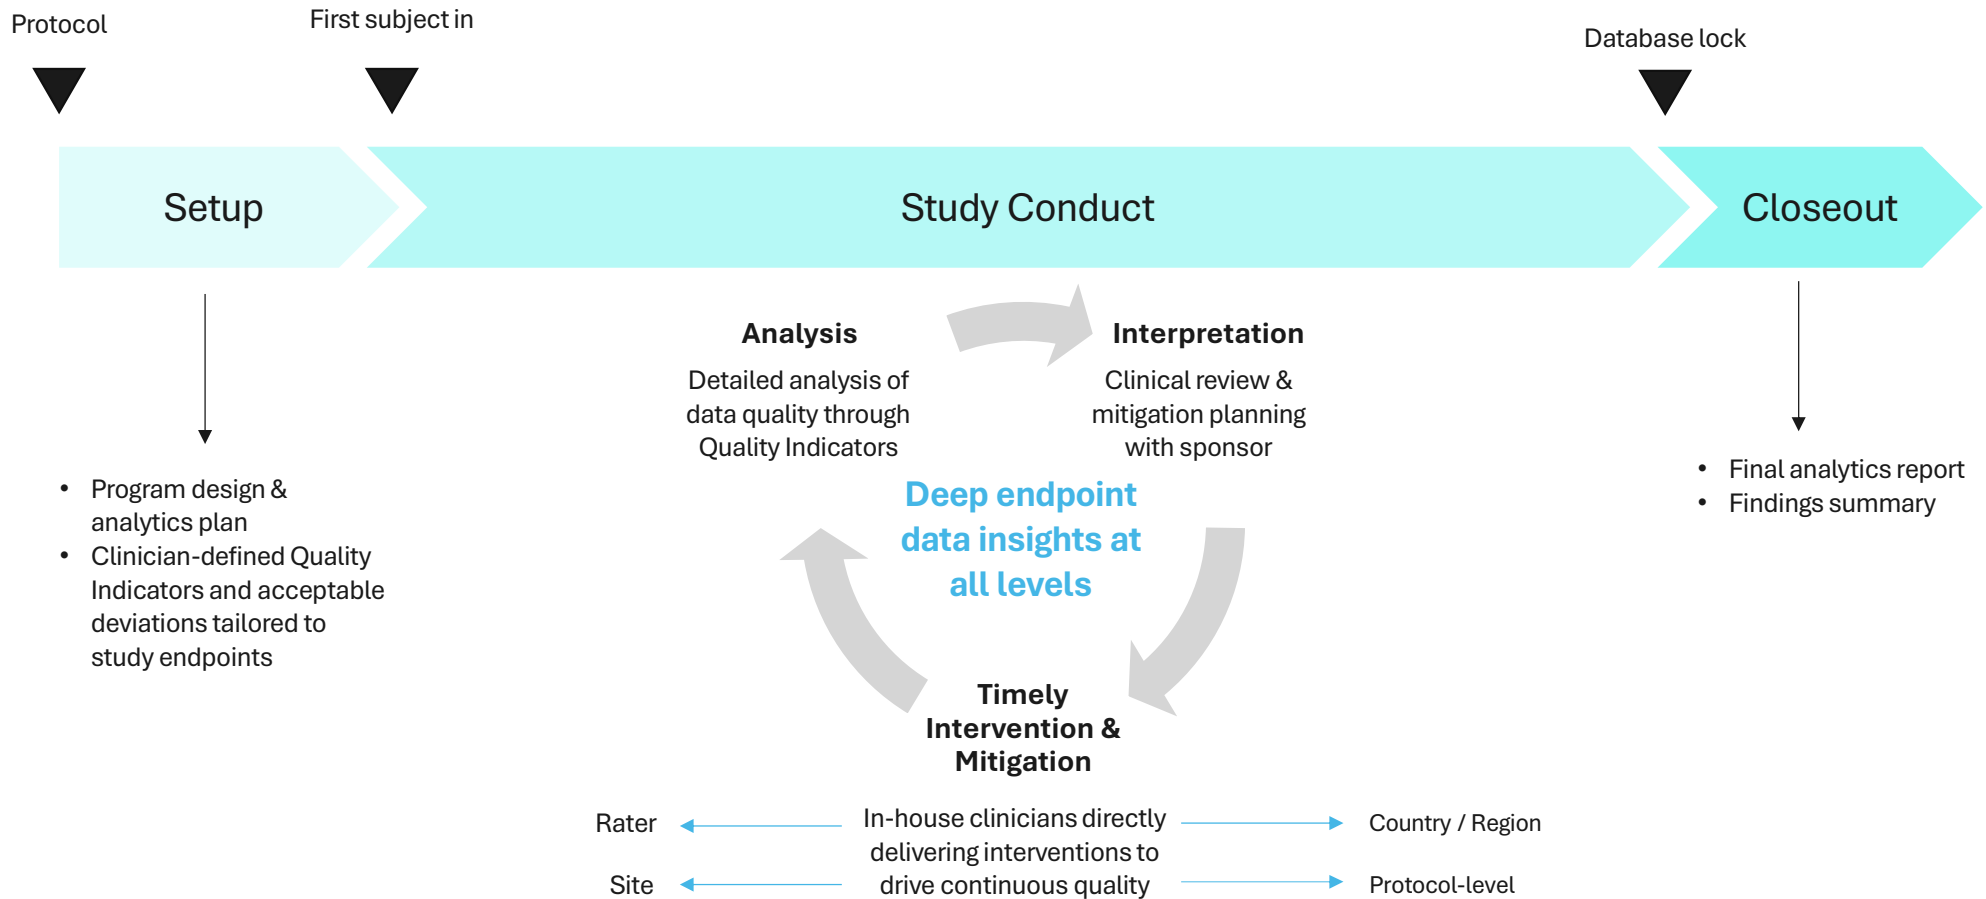 Protocol
First subject in
Database lock
Setup
Study Conduct
Closeout
• Program design &
analytics plan
• Clinician-defined Quality
Indicators and acceptable
deviations tailored to
study endpoints
Analysis
Detailed analysis of
data quality through
Quality Indicators
Interpretation
Clinical review &
mitigation planning
with sponsor
Deep endpoint
data insights at
all levels
Timely
Intervention &
Mitigation
In-house clinicians directly
delivering interventions to
drive continuous quality
Rater
Site
Country / Region
Protocol-level
• Final analytics report
• Findings summary